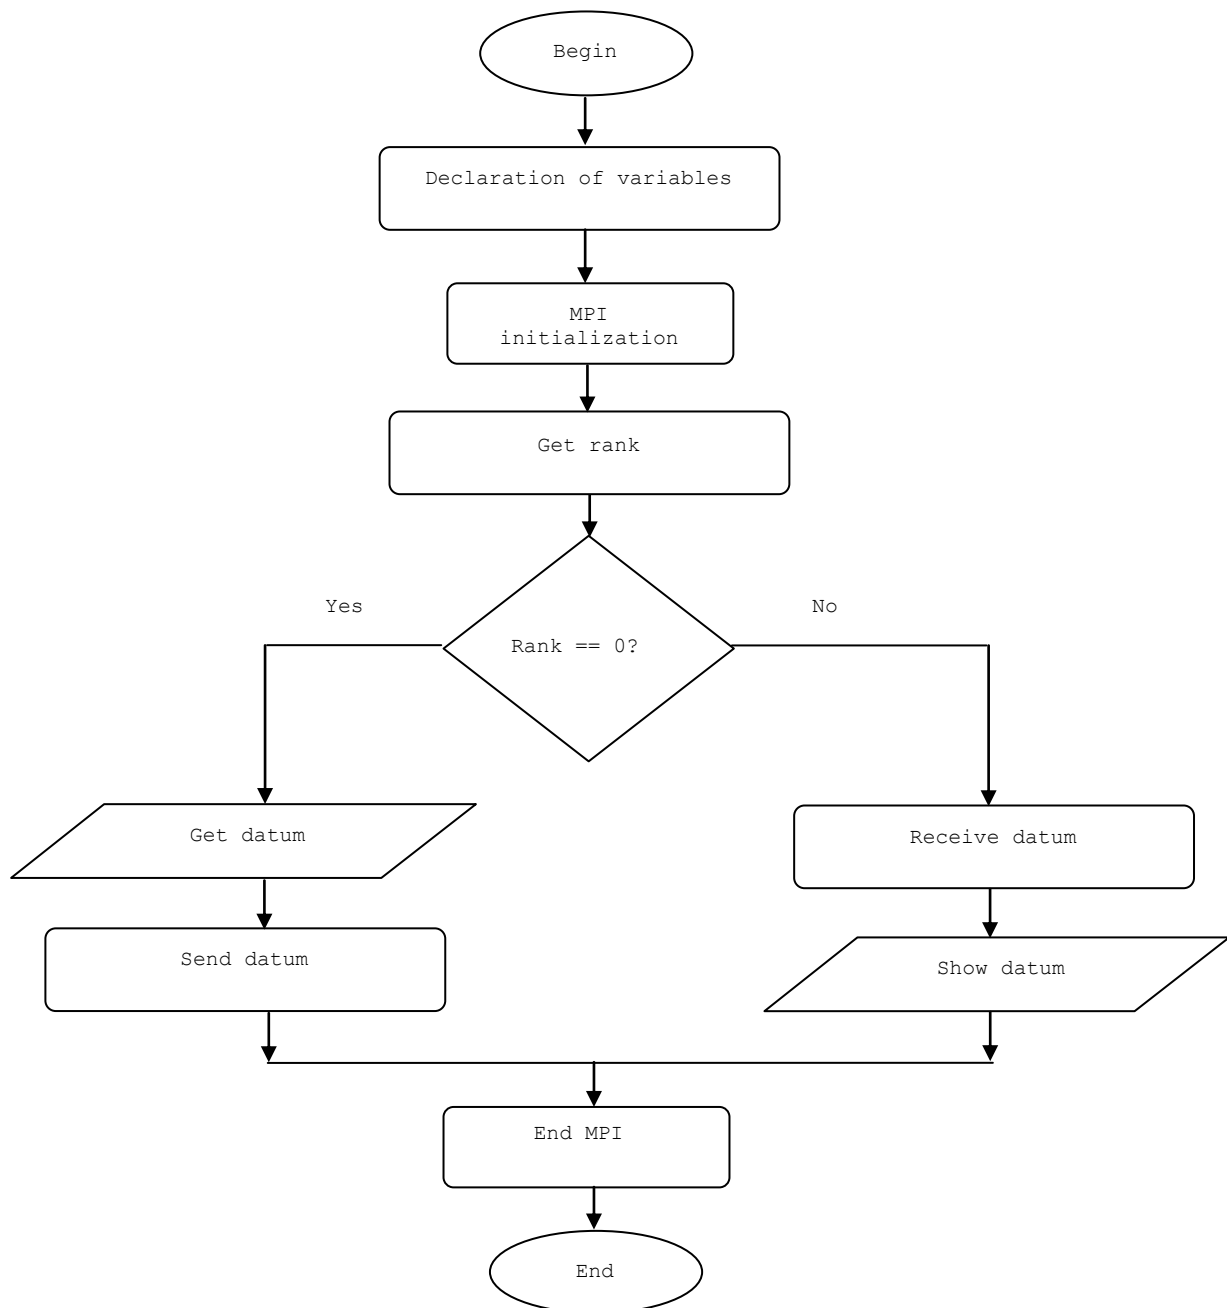 Begin
Declaration of variables
MPI
initialization
Get rank
Yes
No
Rank == 0?
Get datum
Receive datum
Send datum
Show datum
End MPI
End